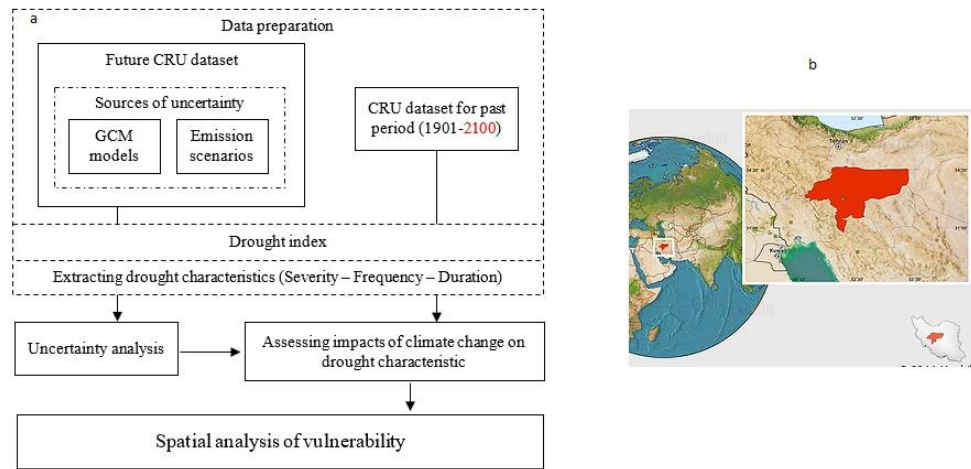 a
Data preparation
Future CRU dataset
Sources of uncertainty
GCM
models
Emission
scenarios
CRU dataset for past
period (1901-2100)
Drought index
Extracting drought characteristics (Severity – Frequency – Duration)
Uncertainty analysis
Assessing impacts of climate change on
drought characteristic
Spatial analysis of vulnerability
b
Tehran
Kuwait